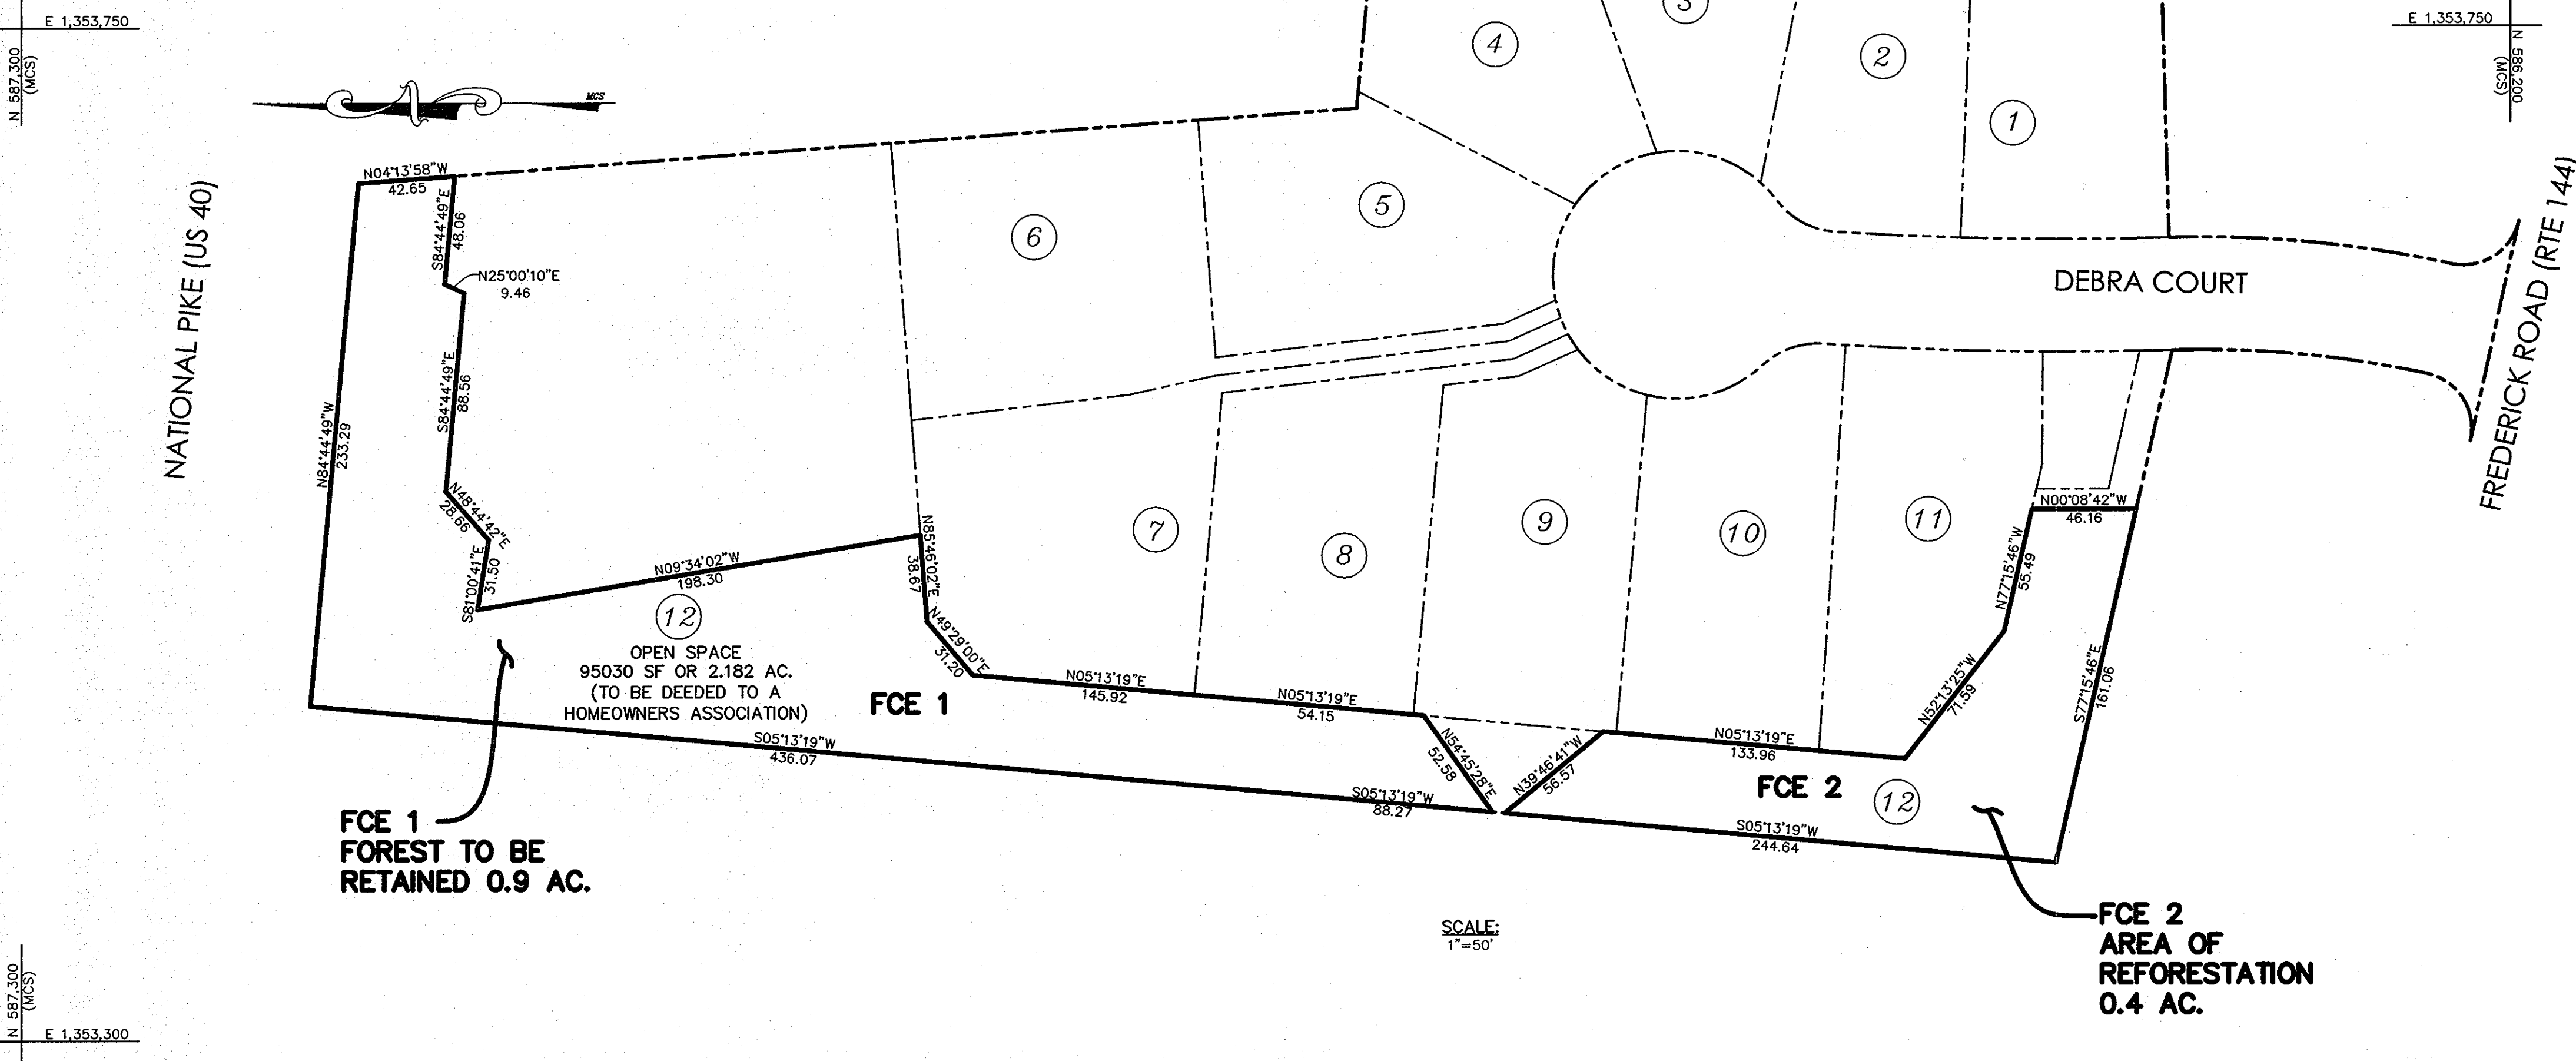 E 1,353,750
N 587,300
(MCS)
E 1,353,750
N 586,200
(MCS)
MCS
3
4
2
1
5
6
NATIONAL PIKE (US 40)
FREDERICK ROAD (RTE 144)
DEBRA COURT
N04°13'58"W
42.65
S84°44'49"E
48.06
N25°00'10"E
9.46
S84°44'49"E
88.56
N84°44'49"W
233.29
N48°44'42"E
28.66
S81°00'41"E
31.50
N09°34'02"W
198.30
N85°46'02"E
38.67
N49°29'00"E
31.20
7
8
9
10
11
N00°08'42"W
46.16
N77°15'46"W
55.49
N52°13'25"W
71.59
S77°15'46"E
161.06
12
OPEN SPACE
95030 SF OR 2.182 AC.
(TO BE DEEDED TO A
HOMEOWNERS ASSOCIATION)
FCE 1
N05°13'19"E
145.92
N05°13'19"E
54.15
N54°45'28"E
52.58
N39°46'41"W
56.57
N05°13'19"E
133.96
FCE 2
12
S05°13'19"W
436.07
S05°13'19"W
88.27
S05°13'19"W
244.64
FCE 1
FOREST TO BE
RETAINED 0.9 AC.
SCALE:
1"=50'
FCE 2
AREA OF
REFORESTATION
0.4 AC.
N 587,300
(MCS)
E 1,353,300